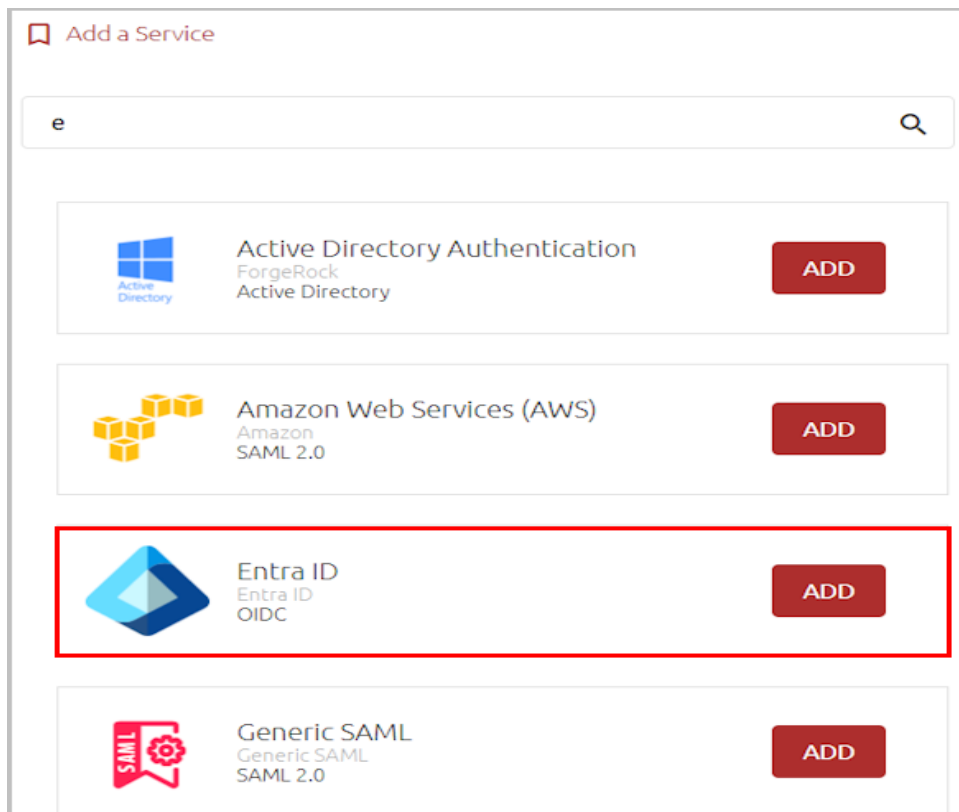 Add a Service
e
Active Directory Authentication
ForgeRock
Active Directory
Active
Directory
ADD
Amazon Web Services (AWS)
Amazon
SAML 2.0
ADD
Entra ID
Entra ID
OIDC
ADD
SAML
Generic SAML
Generic SAML
SAML 2.0
ADD